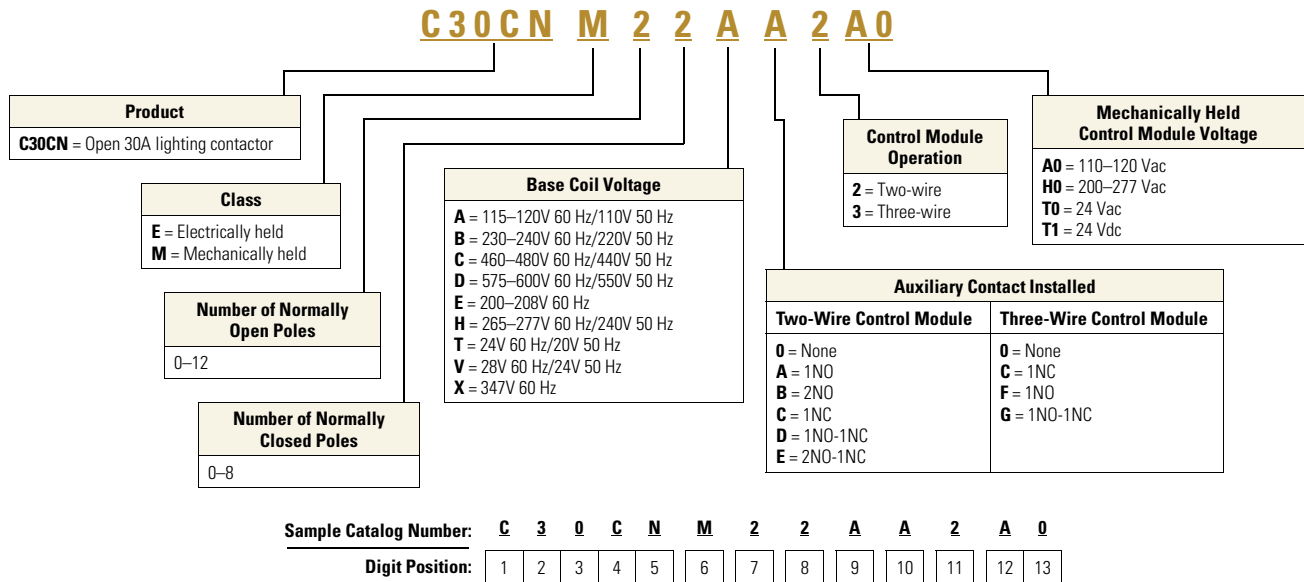 C30CN M 2 2 A A 2 A0
Product
C30CN = Open 30A lighting contactor
Class
E = Electrically held
M = Mechanically held
Number of Normally
Open Poles
0–12
Number of Normally
Closed Poles
0–8
Base Coil Voltage
A = 115–120V 60 Hz/110V 50 Hz
B = 230–240V 60 Hz/220V 50 Hz
C = 460–480V 60 Hz/440V 50 Hz
D = 575–600V 60 Hz/550V 50 Hz
E = 200–208V 60 Hz
H = 265–277V 60 Hz/240V 50 Hz
T = 24V 60 Hz/20V 50 Hz
V = 28V 60 Hz/24V 50 Hz
X = 347V 60 Hz
Control Module
Operation
2 = Two-wire
3 = Three-wire
Mechanically Held
Control Module Voltage
A0 = 110–120 Vac
H0 = 200–277 Vac
T0 = 24 Vac
T1 = 24 Vdc
Auxiliary Contact Installed
Two-Wire Control Module
0 = None
A = 1NO
B = 2NO
C = 1NC
D = 1NO-1NC
E = 2NO-1NC
Three-Wire Control Module
0 = None
C = 1NC
F = 1NO
G = 1NO-1NC
Sample Catalog Number: C 3 0 C N M 2 2 A A 2 A 0
Digit Position: 1 2 3 4 5 6 7 8 9 10 11 12 13